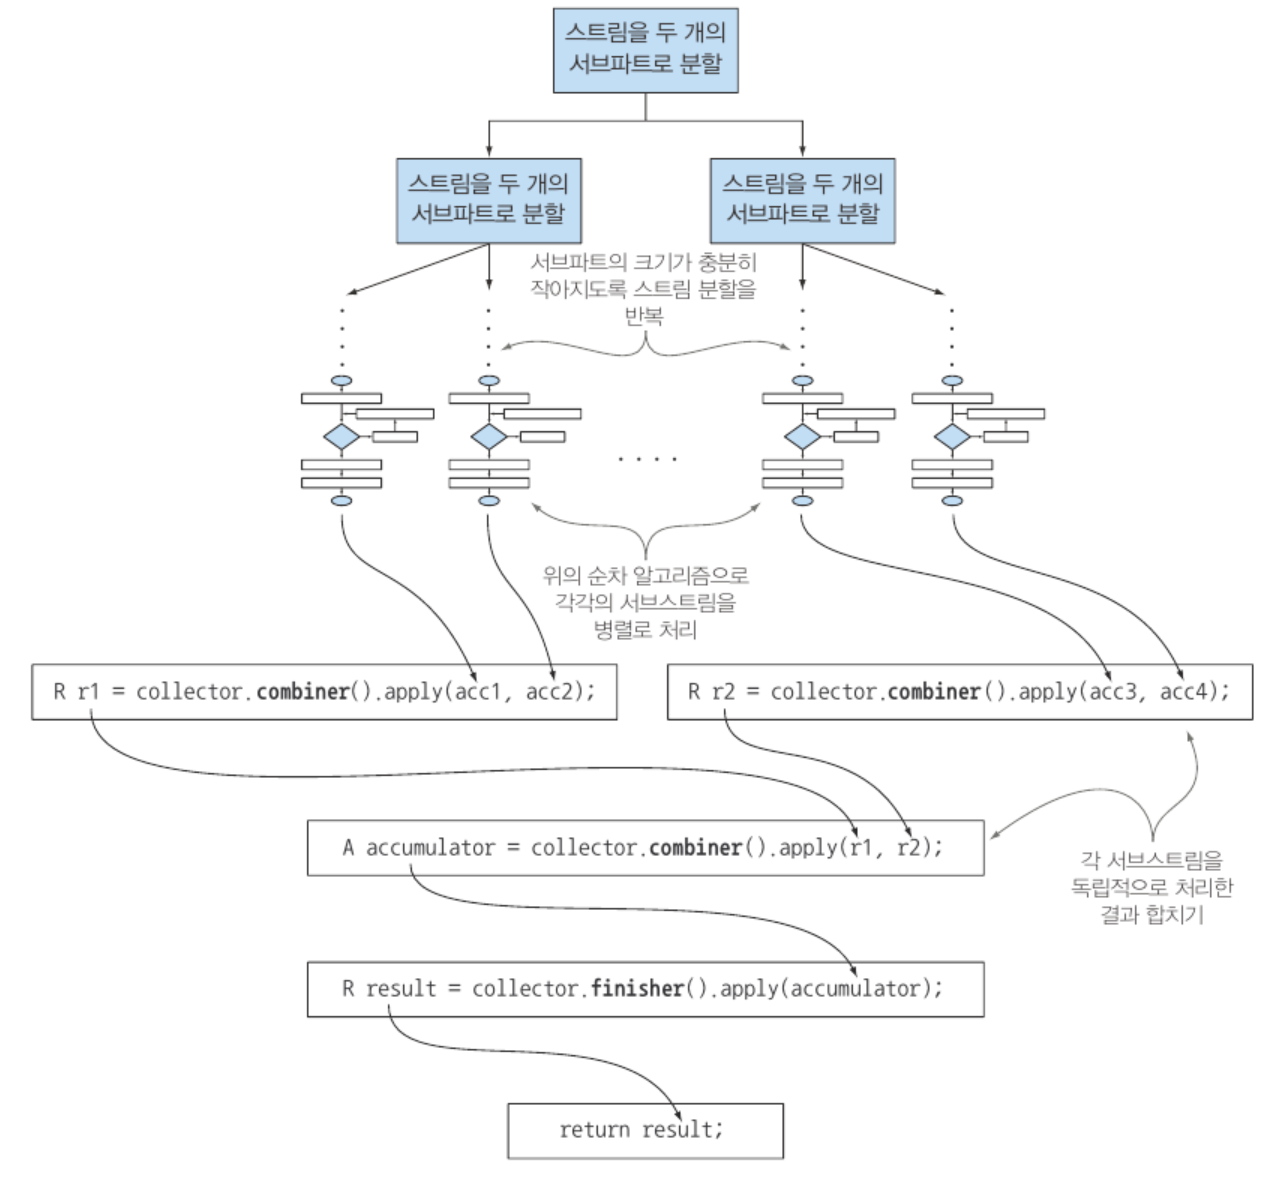 스트림을 두 개의
서브파트로 분할
스트림을 두 개의
서브파트로 분할
스트림을 두 개의
서브파트로 분할
서브파트의 크기가 충분히
작아지도록 스트림 분할을
반복
위의 순차 알고리즘으로
각각의 서브스트림을
병렬로 처리
R r1 = collector.combiner().apply(acc1, acc2);
R r2 = collector.combiner().apply(acc3, acc4);
A accumulator = collector.combiner().apply(r1, r2);
각 서브스트림을
독립적으로 처리한
결과 합치기
R result = collector.finisher().apply(accumulator);
return result;